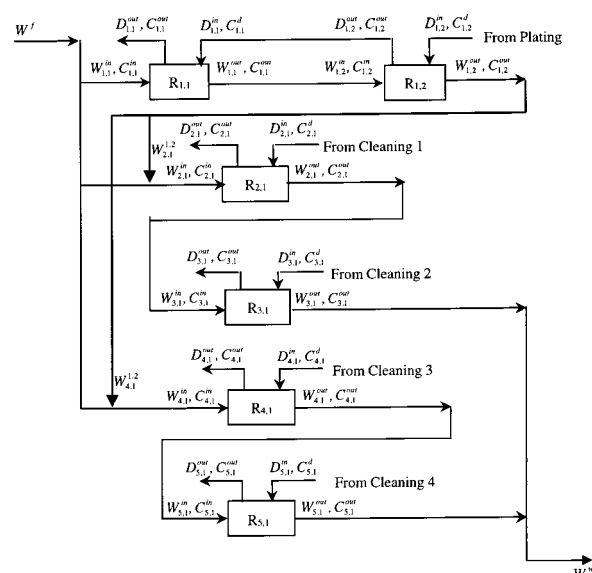 W^f
D_{1,1}^{out}, C_{1,1}^{out} D_{1,1}^{in}, C_{1,1}^{d} D_{1,2}^{out}, C_{1,2}^{out} D_{1,2}^{in}, C_{1,2}^{d} From Plating
W_{1,1}^{in}, C_{1,1}^{in} R_{1,1} W_{1,1}^{out}, C_{1,1}^{out} W_{1,2}^{in}, C_{1,2}^{in} R_{1,2} W_{1,2}^{out}, C_{1,2}^{out}
D_{2,1}^{out}, C_{2,1}^{out} D_{2,1}^{in}, C_{2,1}^{d} From Cleaning 1
W_{2,1}^{1,2}
W_{2,1}^{in}, C_{2,1}^{in} R_{2,1} W_{2,1}^{out}, C_{2,1}^{out}
D_{3,1}^{out}, C_{3,1}^{out} D_{3,1}^{in}, C_{3,1}^{d} From Cleaning 2
W_{3,1}^{in}, C_{3,1}^{in} R_{3,1} W_{3,1}^{out}, C_{3,1}^{out}
D_{4,1}^{out}, C_{4,1}^{out} D_{4,1}^{in}, C_{4,1}^{d} From Cleaning 3
W_{4,1}^{1,2}
W_{4,1}^{in}, C_{4,1}^{in} R_{4,1} W_{4,1}^{out}, C_{4,1}^{out}
D_{5,1}^{out}, C_{5,1}^{out} D_{5,1}^{in}, C_{5,1}^{d} From Cleaning 4
W_{5,1}^{in}, C_{5,1}^{in} R_{5,1} W_{5,1}^{out}, C_{5,1}^{out}